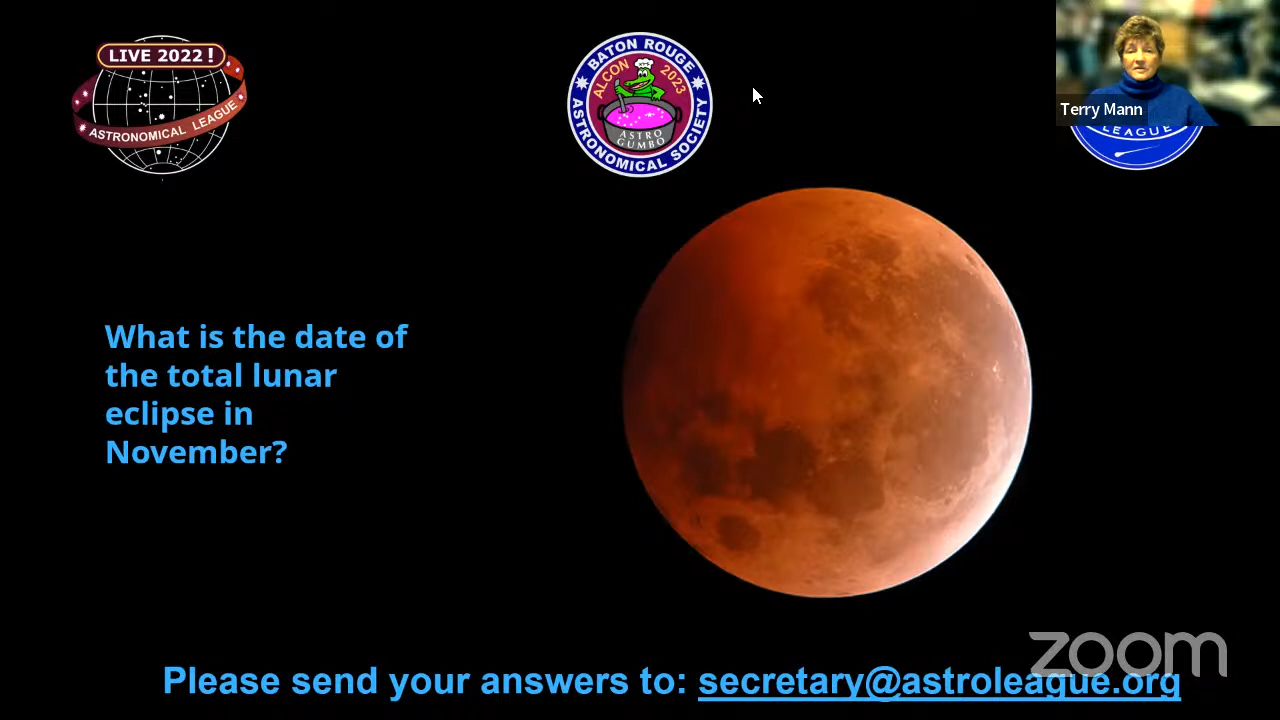 LIVE 2022!
ASTRONOMICAL LEAGUE
BATON ROUGE
ALCON 2023
ASTRO
GUMBO
ASTRONOMICAL SOCIETY
Terry Mann
LEAGUE
What is the date of
the total lunar
eclipse in
November?
zoom
Please send your answers to: secretary@astroleague.org